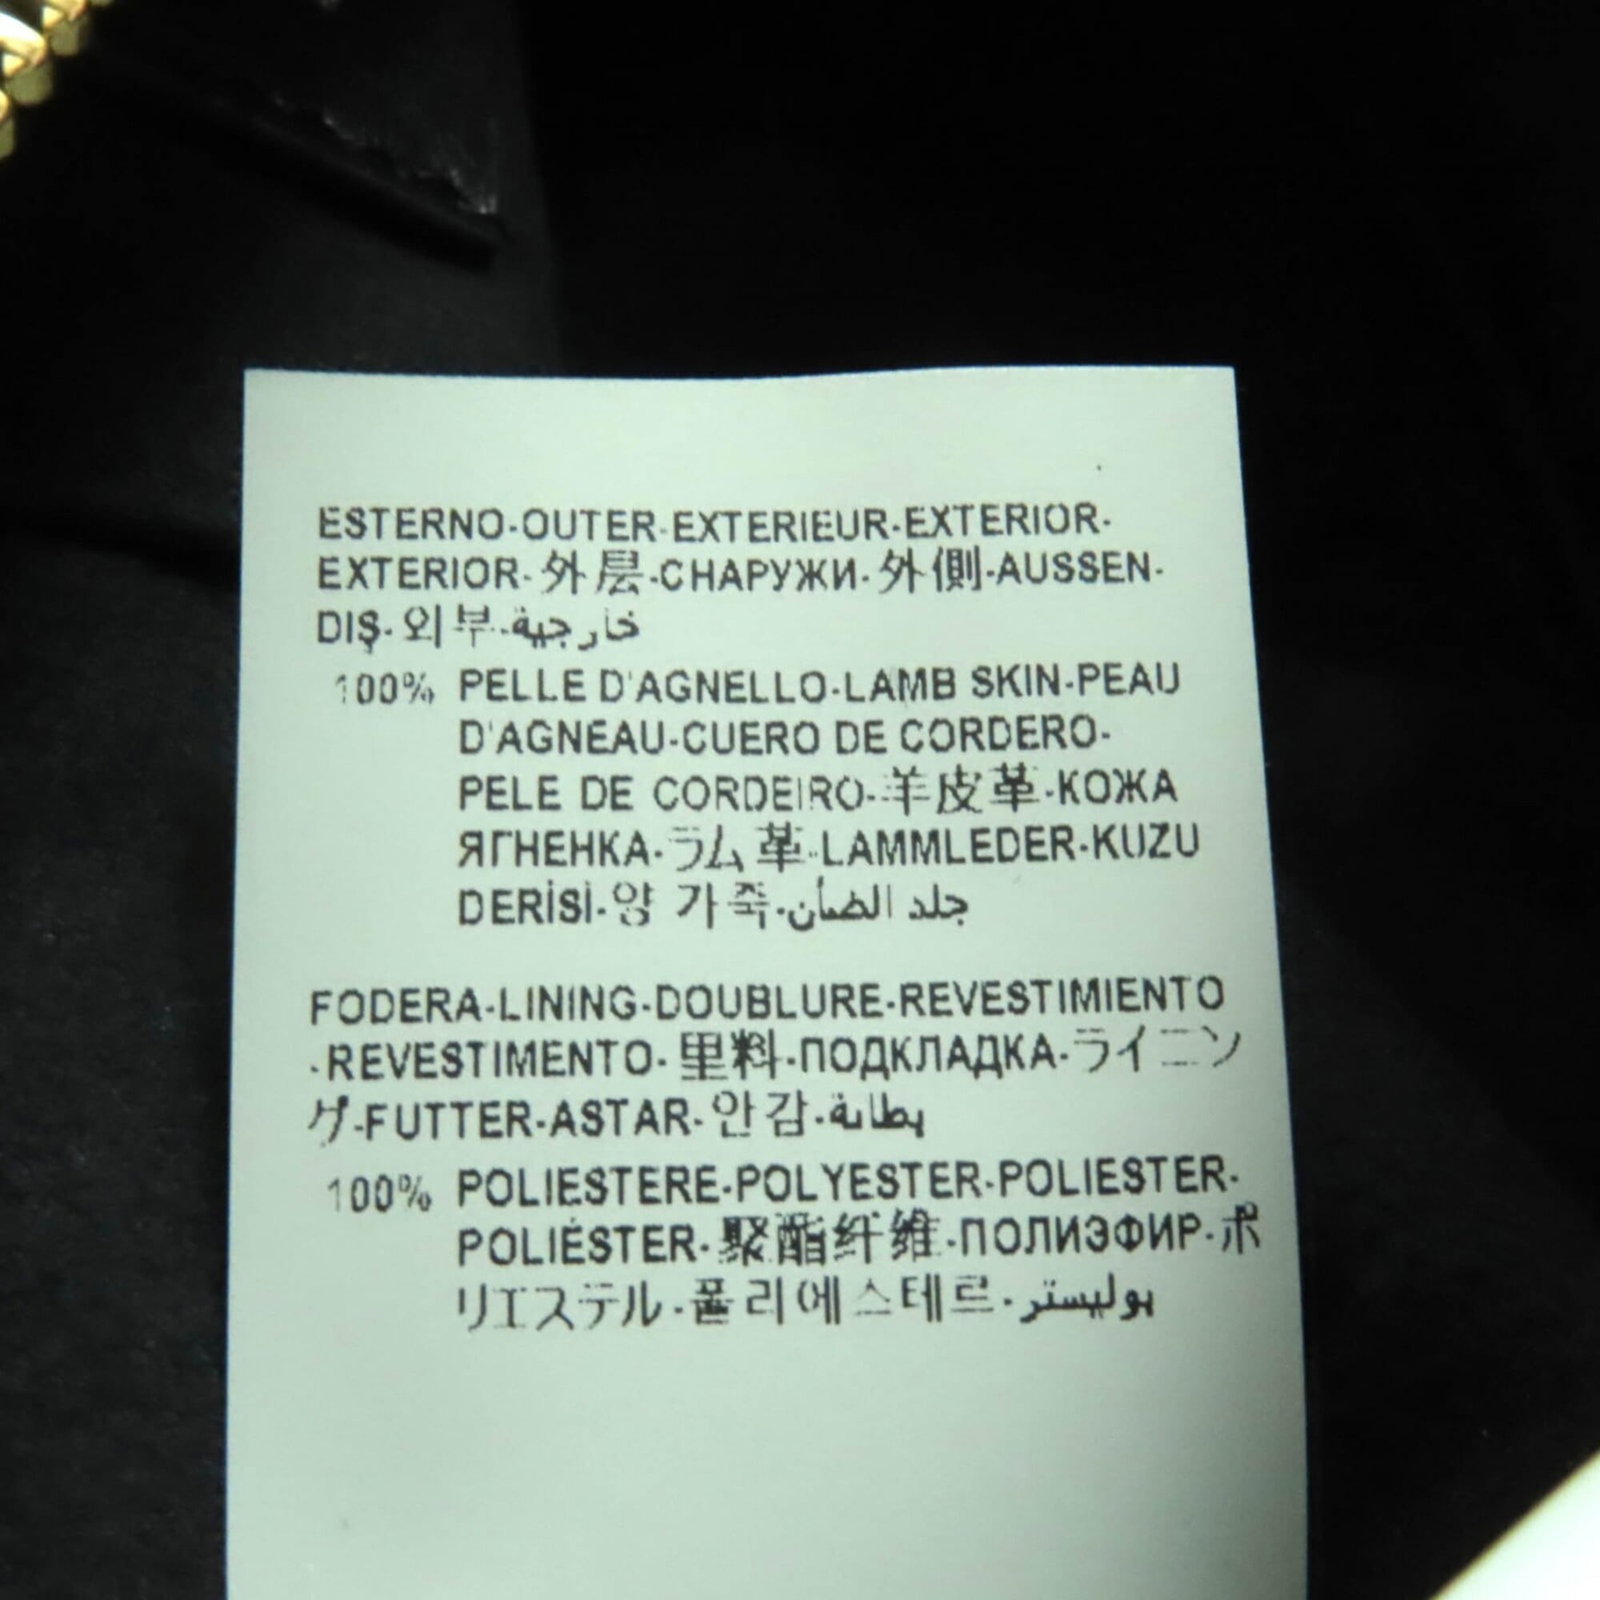 ESTERNO-OUTER-EXTERIEUR-EXTERIOR-
EXTERIOR-外层-СНАРУЖИ-外側-AUSSEN-
DIŞ-외부-خارجية
100% PELLE D'AGNELLO-LAMB SKIN-PEAU
D'AGNEAU-CUERO DE CORDERO-
PELE DE CORDEIRO-羊皮革-КОЖА
ЯГНЕНКА-ラム革-LAMMLEDER-KUZU
DERİSİ-양 가죽-جلد الضأن
FODERA-LINING-DOUBLURE-REVESTIMIENTO
-REVESTIMENTO-里料-ПОДКЛАДКА-ライニン
グ-FUTTER-ASTAR-안감-بطانة
100% POLIESTERE-POLYESTER-POLIESTER-
POLIÉSTER-聚酯纤维-ПОЛИЭФИР-ポ
リエステル-폴리에스테르-بوليستر